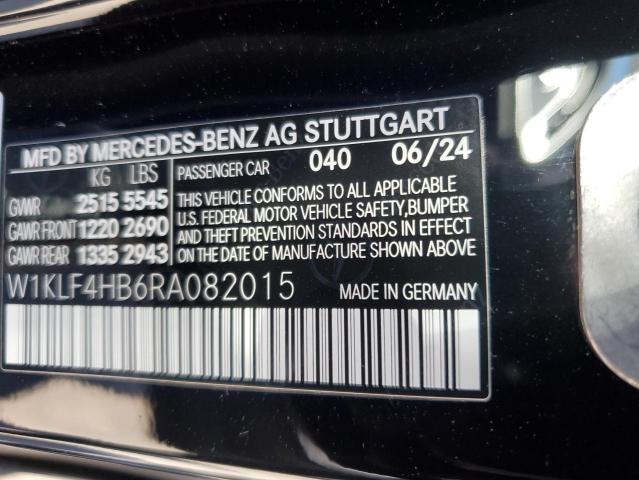 MFD BY MERCEDES-BENZ AG STUTTGART
KG LBS
GVWR 2515 5545
GAWR FRONT 1220 2690
GAWR REAR 1335 2943
PASSENGER CAR 040 06/24
THIS VEHICLE CONFORMS TO ALL APPLICABLE
U.S. FEDERAL MOTOR VEHICLE SAFETY,BUMPER
AND THEFT PREVENTION STANDARDS IN EFFECT
ON THE DATE OF MANUFACTURE SHOWN ABOVE
W1KLF4HB6RA082015 MADE IN GERMANY